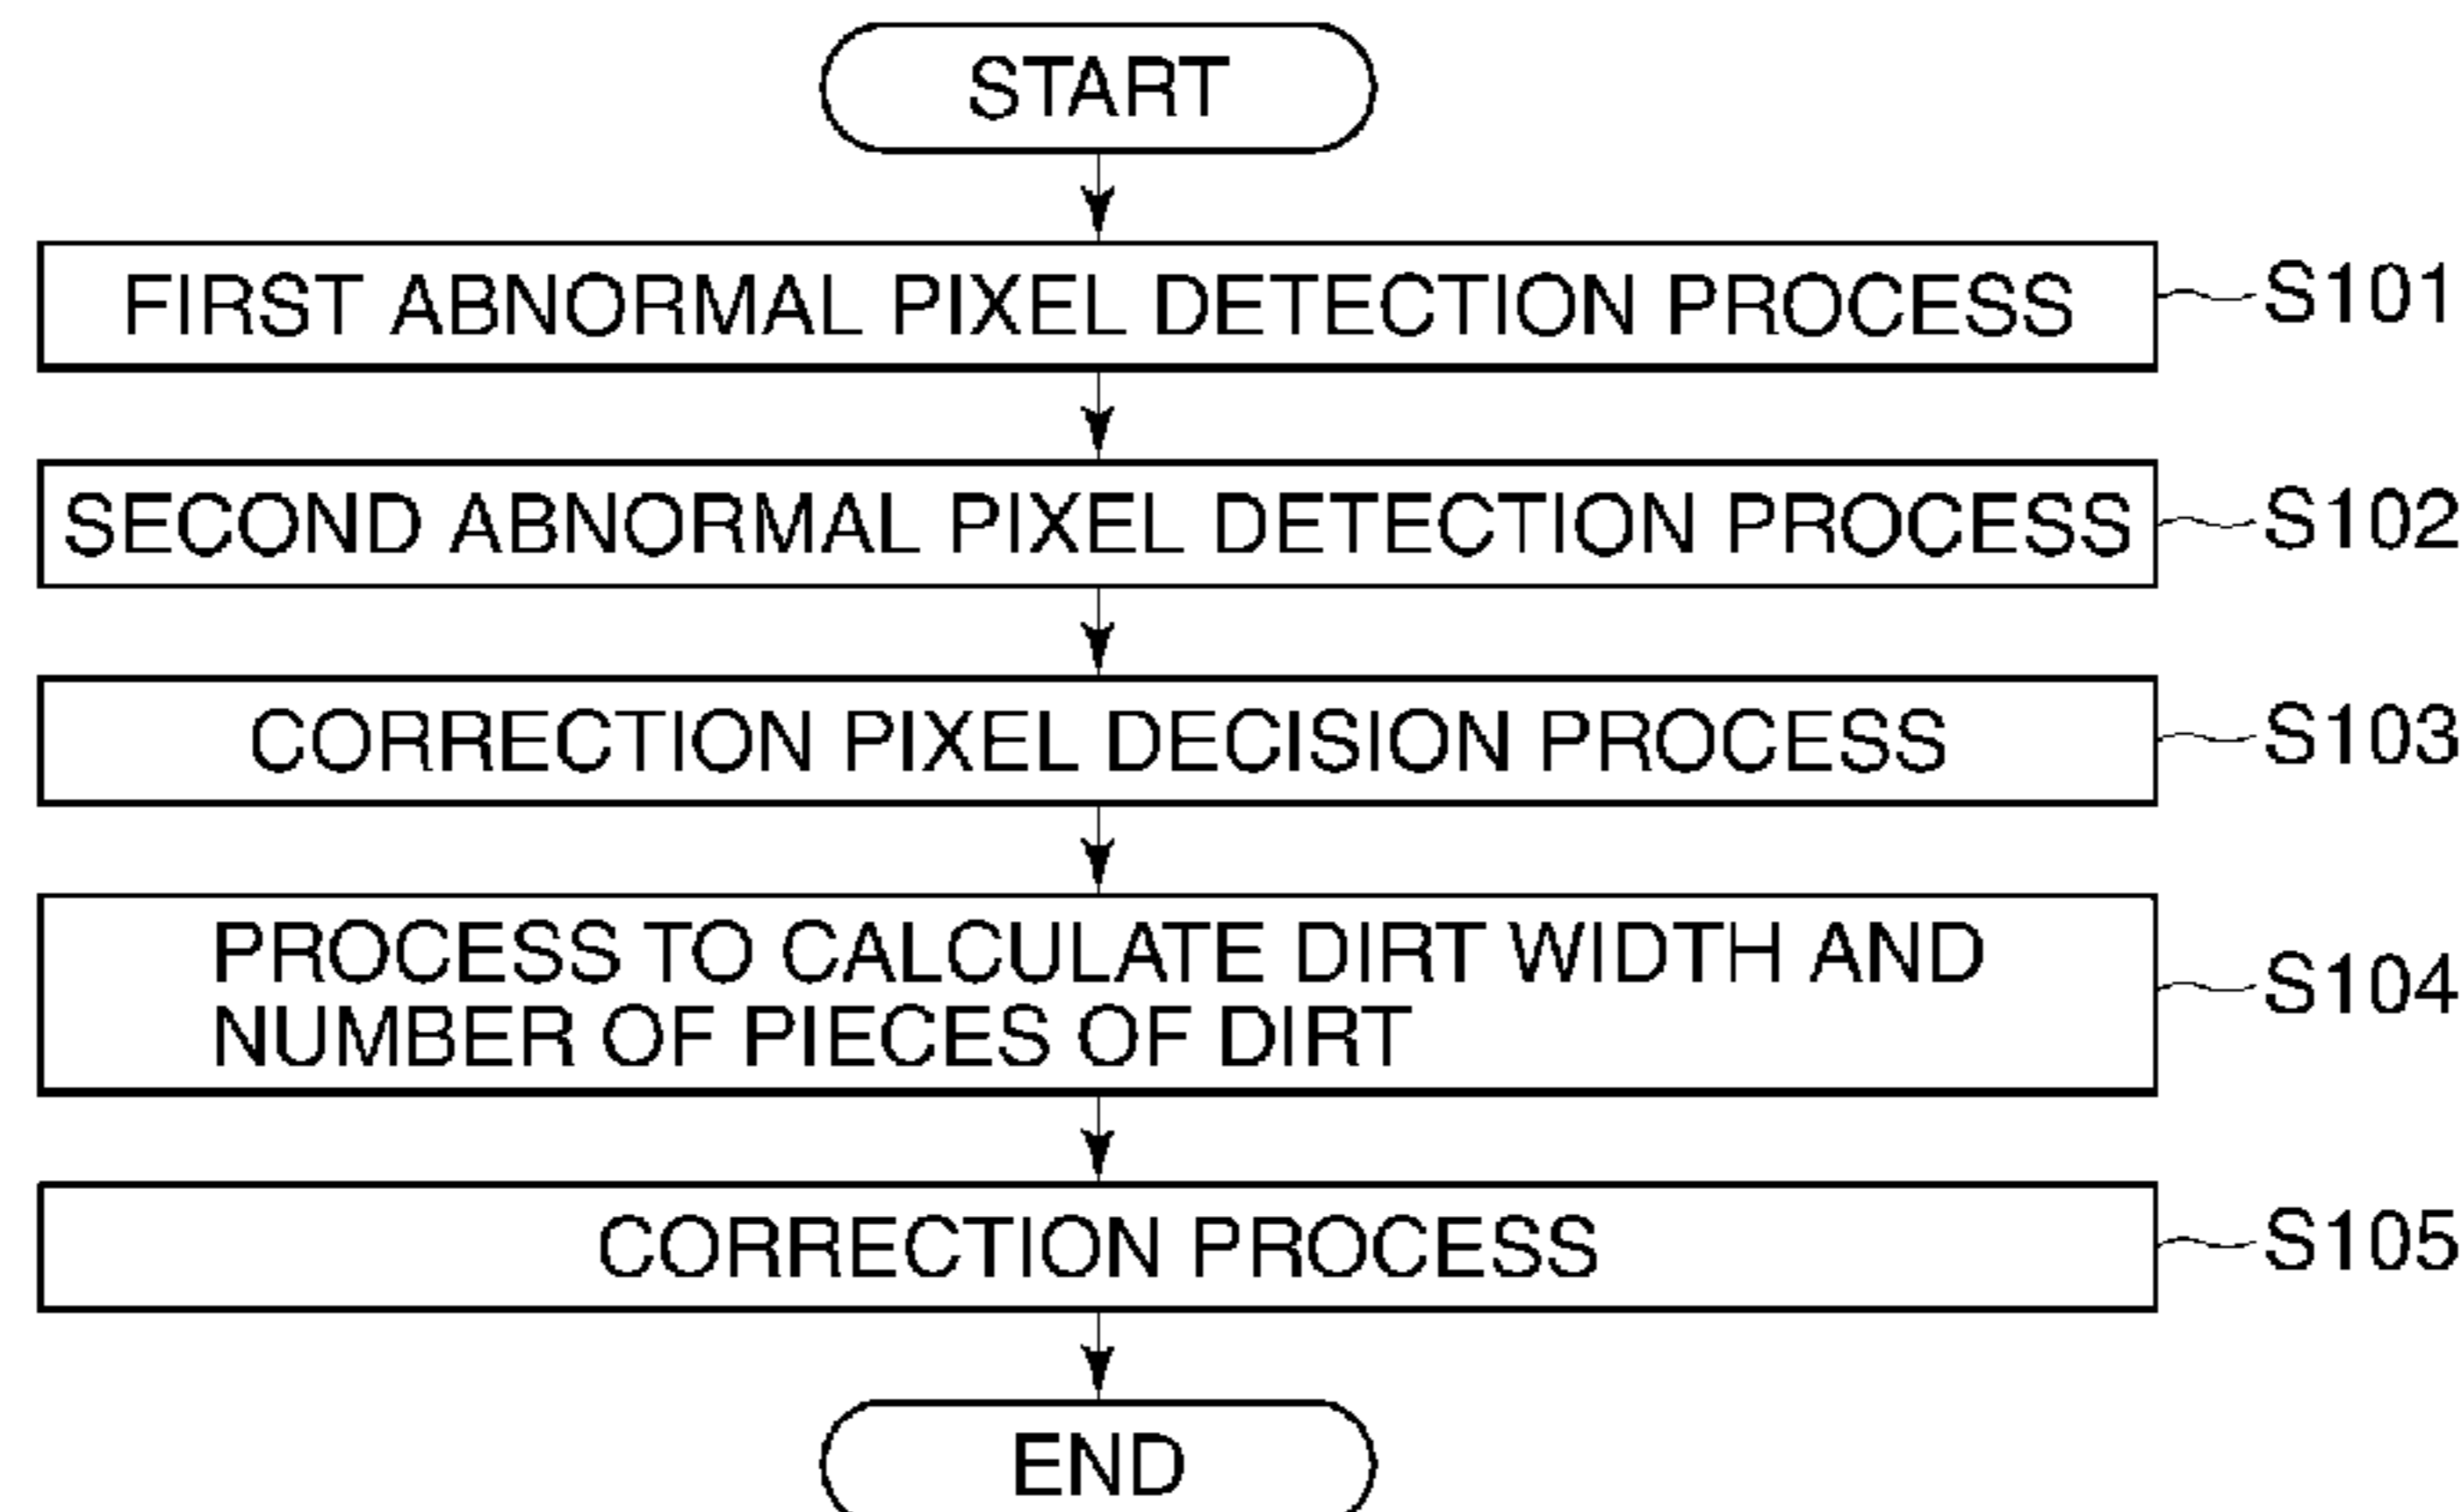 START
FIRST ABNORMAL PIXEL DETECTION PROCESS
S101
SECOND ABNORMAL PIXEL DETECTION PROCESS
S102
CORRECTION PIXEL DECISION PROCESS
S103
PROCESS TO CALCULATE DIRT WIDTH AND
NUMBER OF PIECES OF DIRT
S104
CORRECTION PROCESS
S105
END